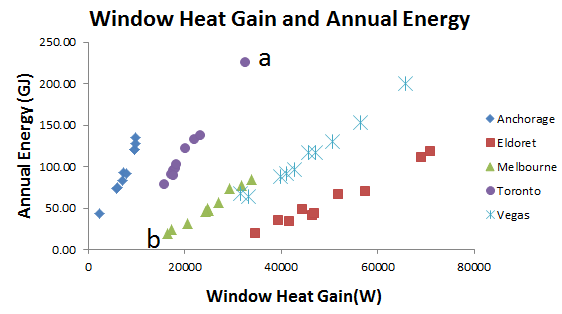 Window Heat Gain and Annual Energy
250.00
200.00
150.00
100.00
50.00
0.00
Annual Energy (GJ)
a
b
0
20000
40000
60000
80000
Window Heat Gain(W)
Anchorage
Eldoret
Melbourne
Toronto
Vegas